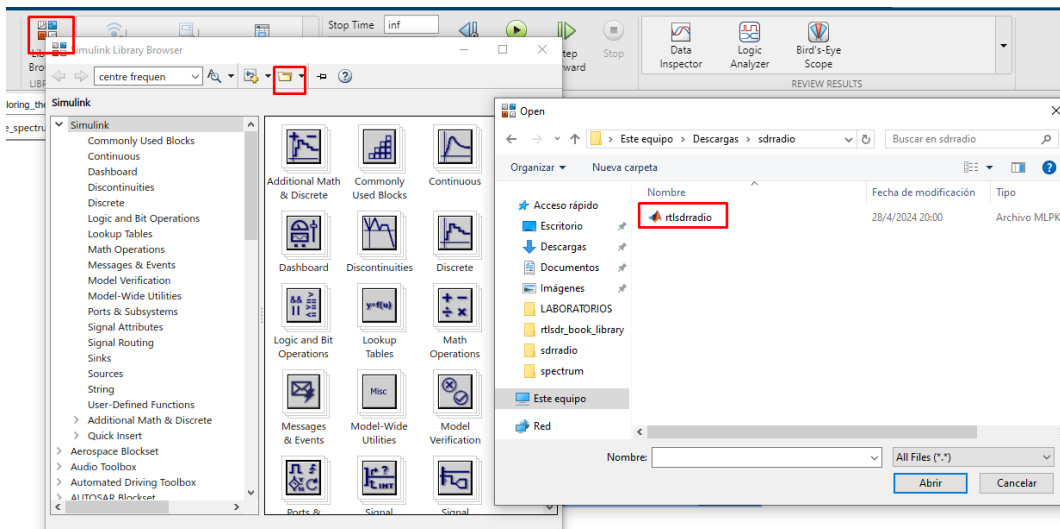 Stop Time inf
Stop
Data
Inspector
Logic
Analyzer
Bird's-Eye
Scope
REVIEW RESULTS
Simulink Library Browser
centre frequen
Simulink
Simulink
Commonly Used Blocks
Continuous
Dashboard
Discontinuities
Discrete
Logic and Bit Operations
Lookup Tables
Math Operations
Messages & Events
Model Verification
Model-Wide Utilities
Ports & Subsystems
Signal Attributes
Signal Routing
Sinks
Sources
String
User-Defined Functions
Additional Math & Discrete
Quick Insert
Aerospace Blockset
Audio Toolbox
Automated Driving Toolbox
AUTOSAR Blockset
Additional Math
& Discrete
Commonly
Used Blocks
Continuous
Dashboard
Discontinuities
Discrete
y=f(u)
Logic and Bit
Operations
Lookup
Tables
Math
Operations
Misc
Messages
& Events
Model-Wide
Utilities
Model
Verification
Ports &
Signal
Signal
Open
Este equipo > Descargas > sdrradio
Buscar en sdrradio
Organizar
Nueva carpeta
Nombre
Fecha de modificación
Tipo
rtlsdrradio
28/4/2024 20:00
Archivo MLPK
Acceso rápido
Escritorio
Descargas
Documentos
Imágenes
LABORATORIOS
rtlsdr_book_library
sdrradio
spectrum
Este equipo
Red
Nombre:
All Files (*.*)
Abrir
Cancelar